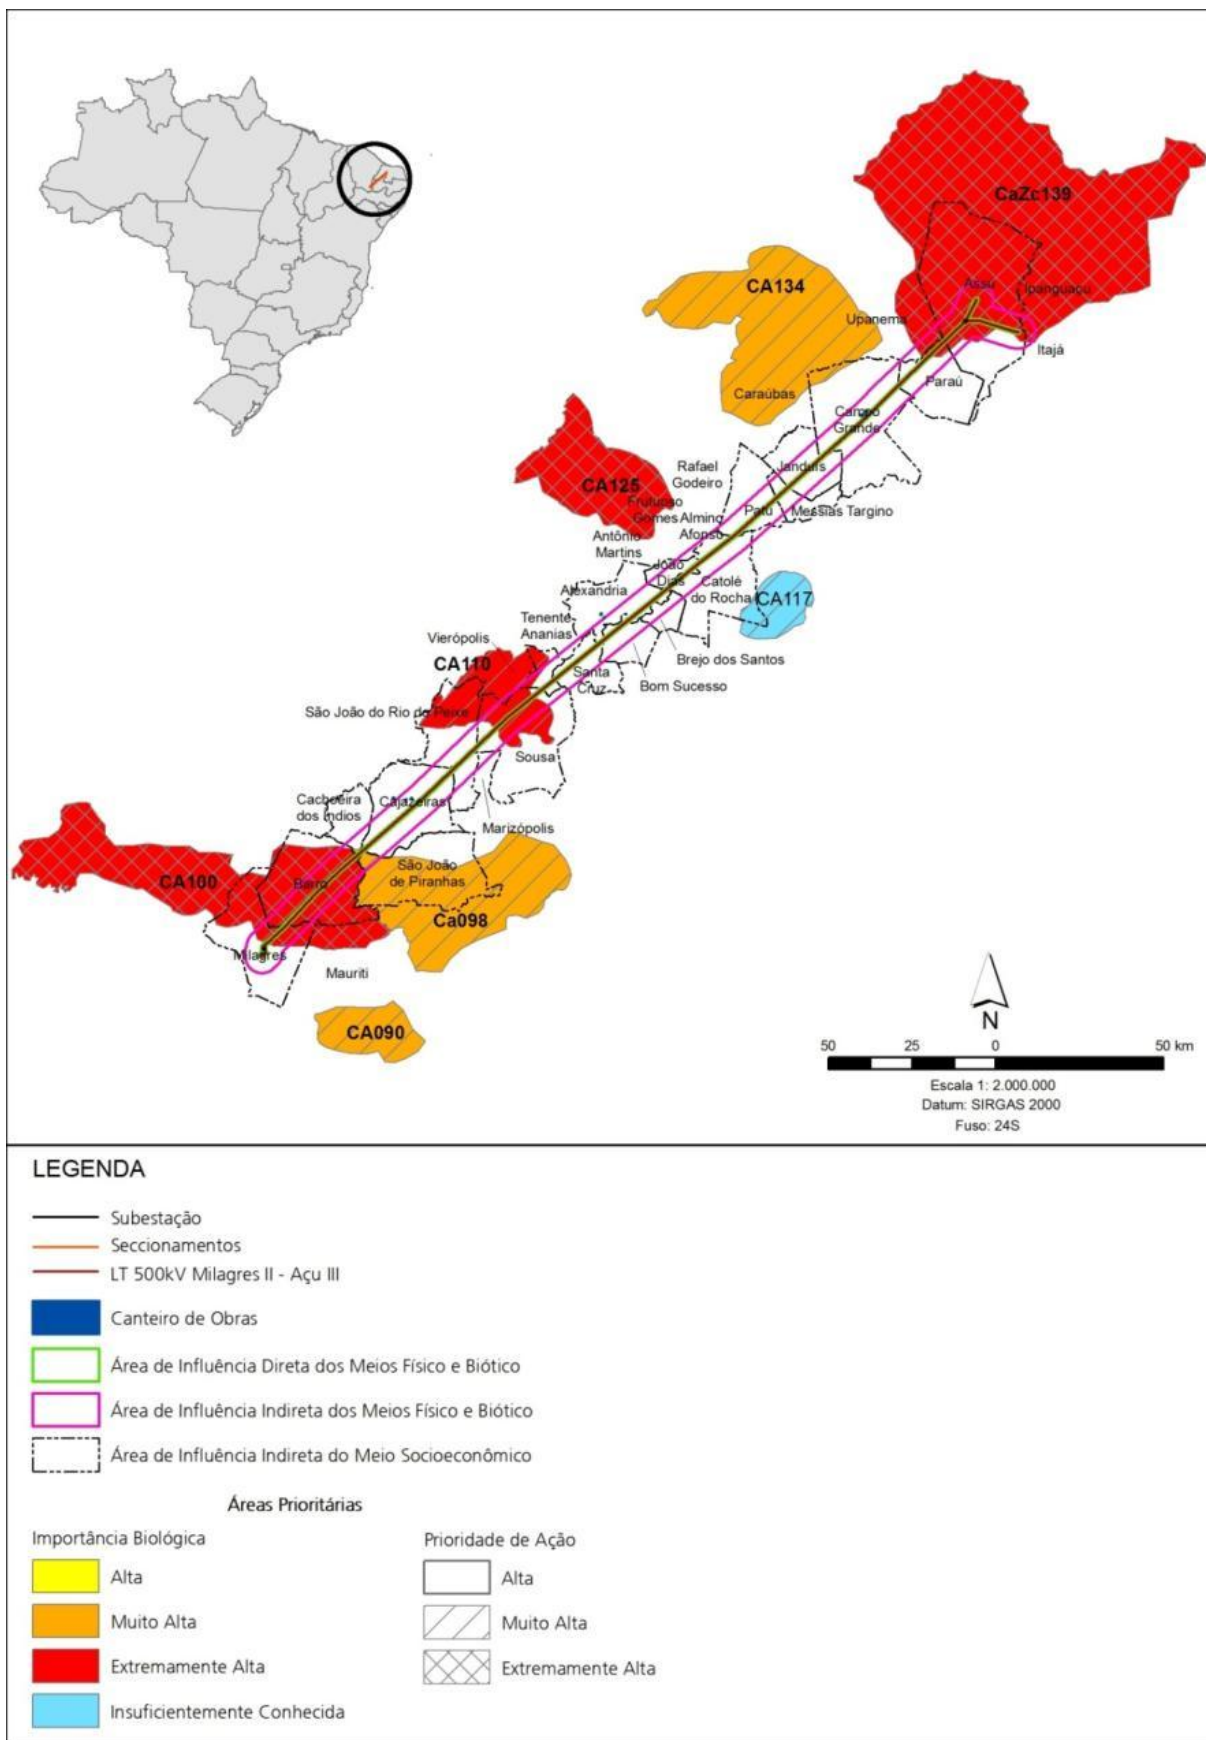 CaZc139
CA134
Assú
Ipanguaçu
Upanema
Itajá
Paraú
Caraúbas
Campo
Grande
CA125
Rafael
Godeiro
Janduís
Frutuoso
Gomes
Almino
Afonso
Patú
Messias Targino
Antônio
Martins
João
Dias
Catolé
do Rocha
CA117
Alexandria
Tenente
Ananias
Vierópolis
CA110
Brejo dos Santos
Santa
Cruz
Bom Sucesso
São João do Rio do Peixe
Sousa
Cachoeira
dos Índios
Cajazeiras
Marizópolis
CA100
Barro
São João
de Piranhas
Ca098
Milagres
Mauriti
CA090
N
50 25 0 50 km
Escala 1: 2.000.000
Datum: SIRGAS 2000
Fuso: 24S
LEGENDA
Subestação
Seccionamentos
LT 500kV Milagres II - Açu III
Canteiro de Obras
Área de Influência Direta dos Meios Físico e Biótico
Área de Influência Indireta dos Meios Físico e Biótico
Área de Influência Indireta do Meio Socioeconômico
Áreas Prioritárias
Importância Biológica
Alta
Muito Alta
Extremamente Alta
Insuficientemente Conhecida
Prioridade de Ação
Alta
Muito Alta
Extremamente Alta